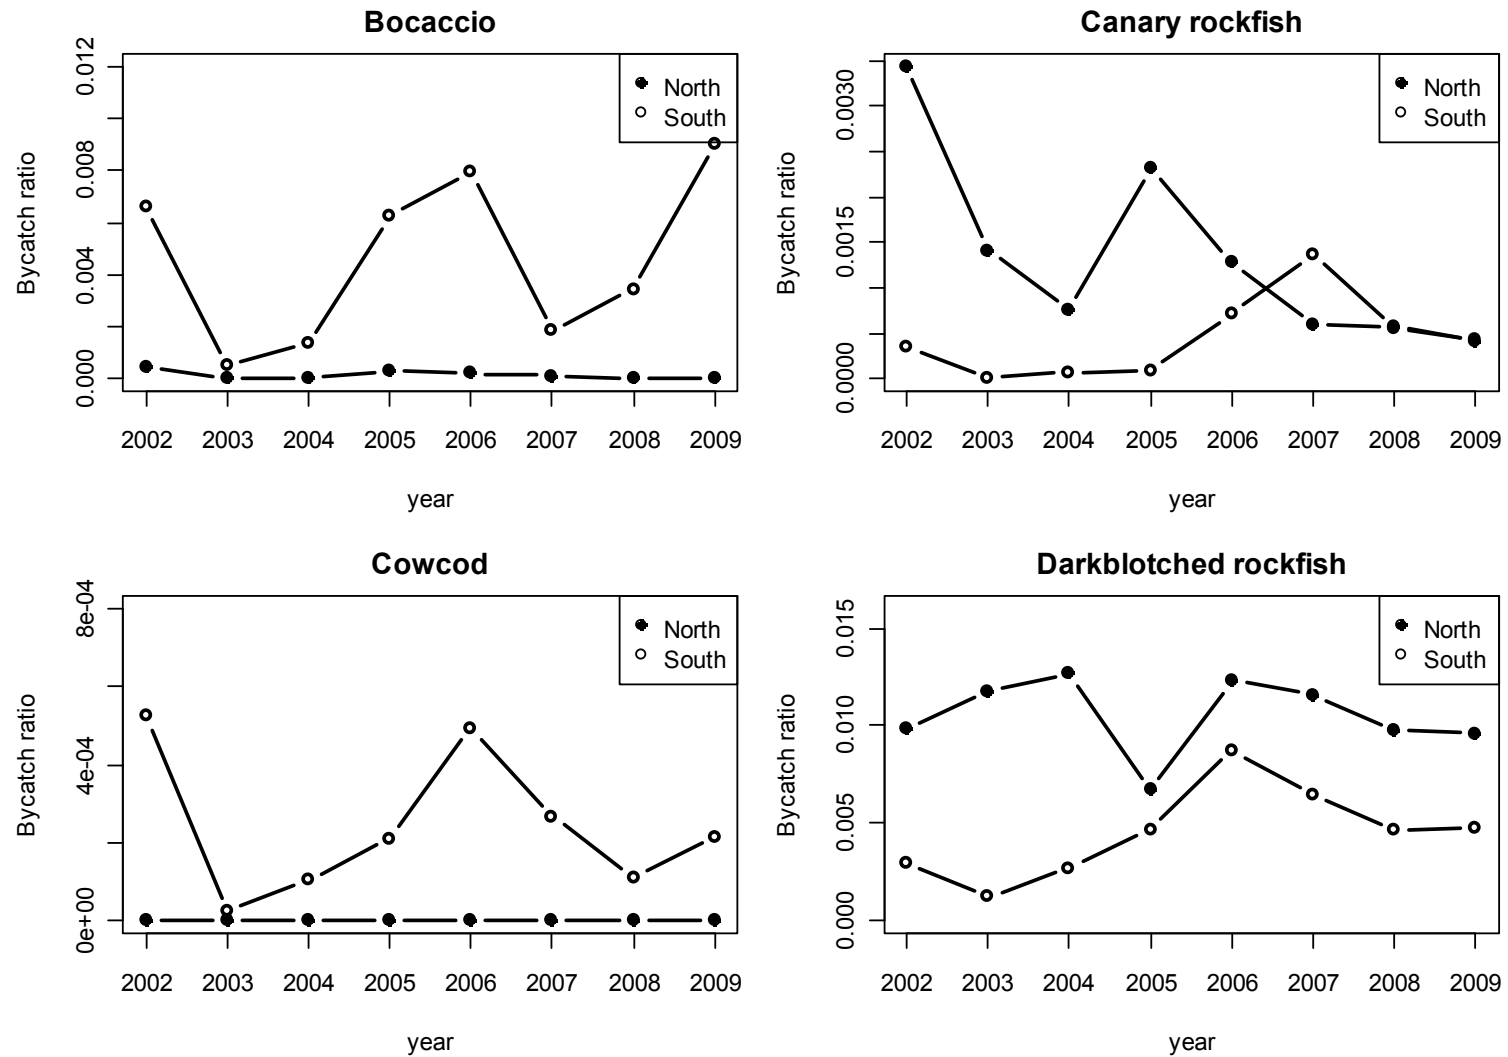 Bocaccio
Bycatch ratio
0.000 0.004 0.008 0.012
North
South
2002 2003 2004 2005 2006 2007 2008 2009
year
Canary rockfish
Bycatch ratio
0.0000 0.0015 0.0030
North
South
2002 2003 2004 2005 2006 2007 2008 2009
year
Cowcod
Bycatch ratio
0e+00 4e-04 8e-04
North
South
2002 2003 2004 2005 2006 2007 2008 2009
year
Darkblotched rockfish
Bycatch ratio
0.000 0.005 0.010 0.015
North
South
2002 2003 2004 2005 2006 2007 2008 2009
year